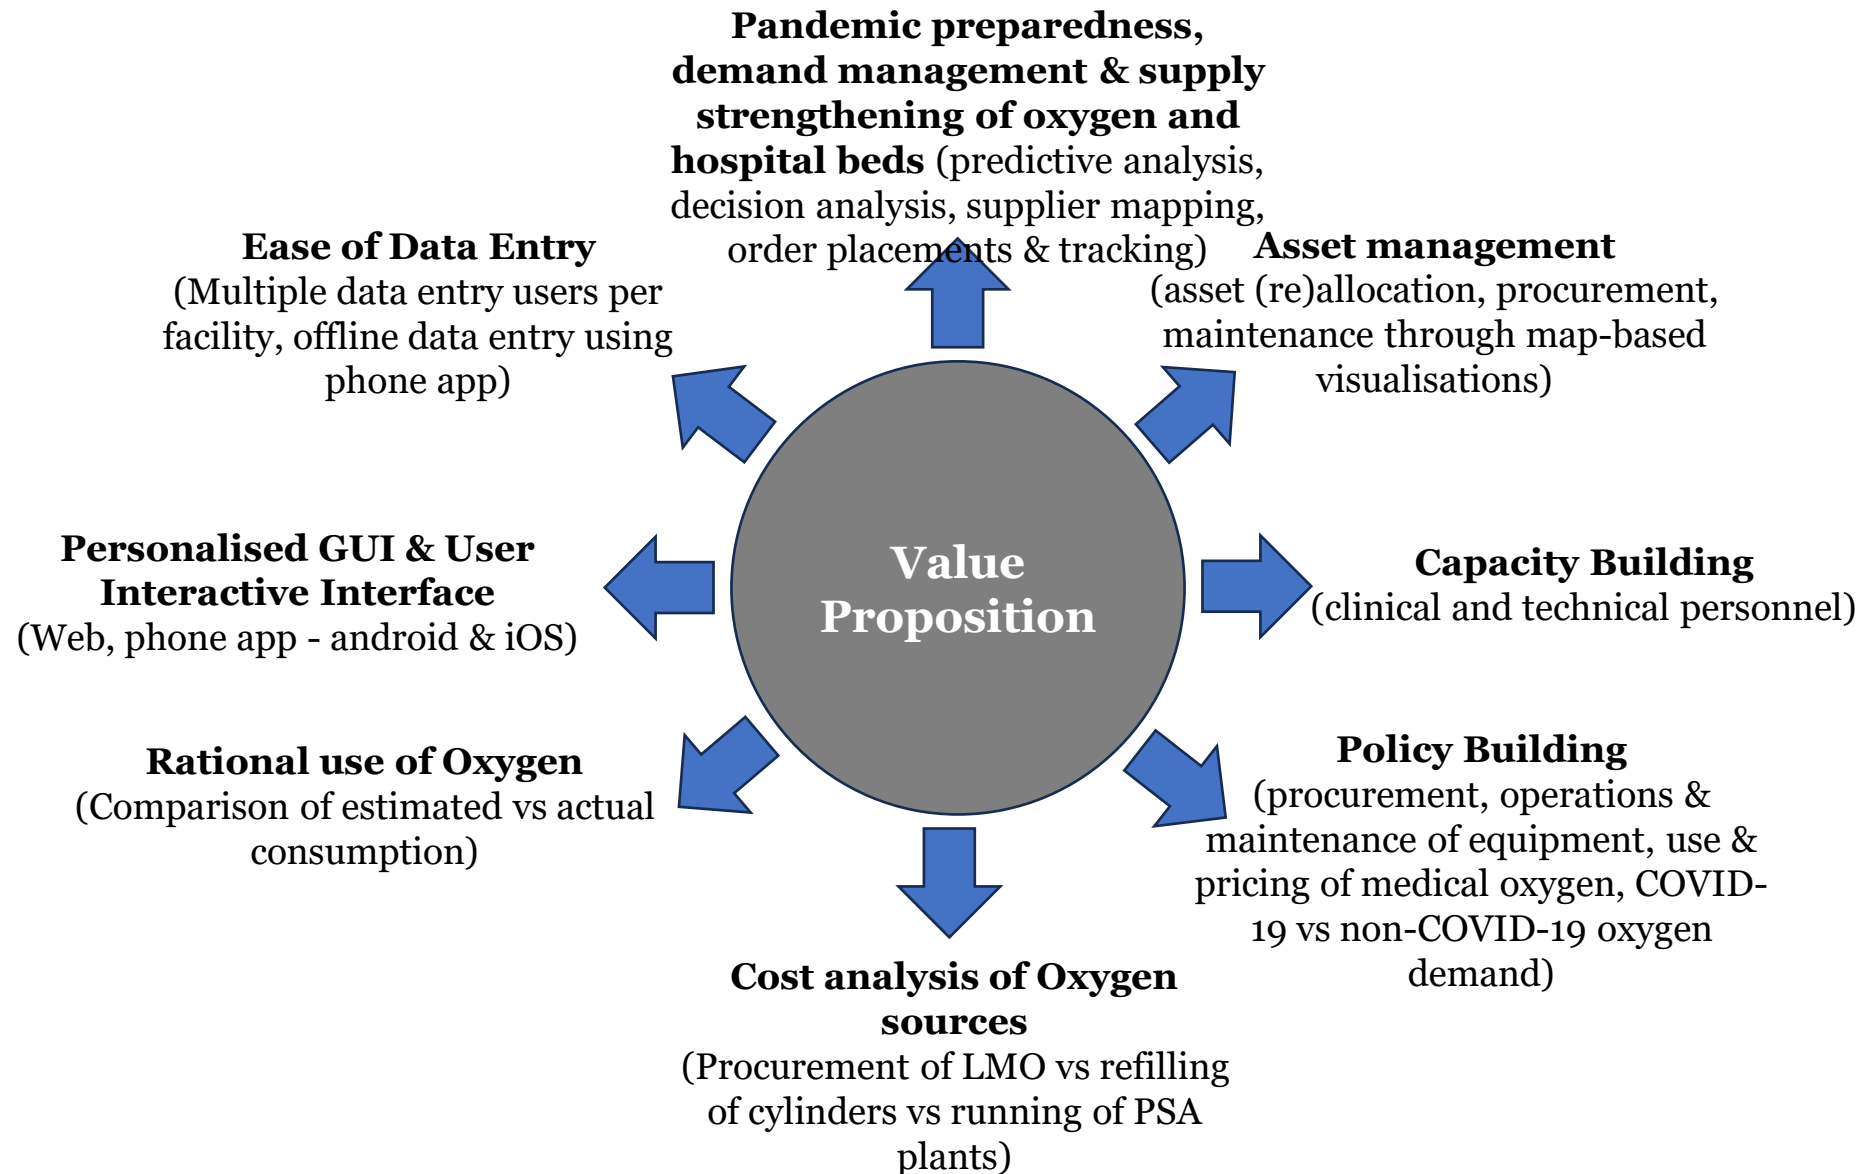 Pandemic preparedness,
demand management & supply
strengthening of oxygen and
hospital beds (predictive analysis,
decision analysis, supplier mapping,
order placements & tracking)
Asset management
(asset (re)allocation, procurement,
maintenance through map-based
visualisations)
Capacity Building
(clinical and technical personnel)
Policy Building
(procurement, operations &
maintenance of equipment, use &
pricing of medical oxygen, COVID-
19 vs non-COVID-19 oxygen
demand)
Cost analysis of Oxygen
sources
(Procurement of LMO vs refilling
of cylinders vs running of PSA
plants)
Rational use of Oxygen
(Comparison of estimated vs actual
consumption)
Personalised GUI & User
Interactive Interface
(Web, phone app - android & iOS)
Ease of Data Entry
(Multiple data entry users per
facility, offline data entry using
phone app)
Value
Proposition